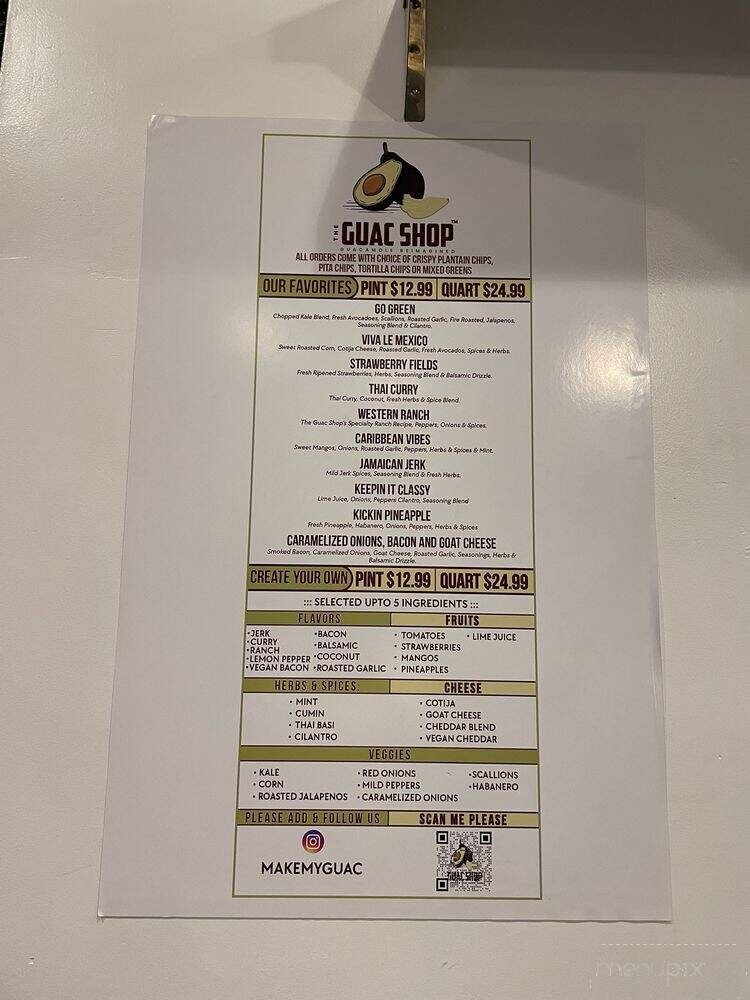 THE GUAC SHOP™
GUACAMOLE REIMAGINED
ALL ORDERS COME WITH CHOICE OF CRISPY PLANTAIN CHIPS,
PITA CHIPS, TORTILLA CHIPS OR MIXED GREENS
OUR FAVORITES PINT $12.99 QUART $24.99
GO GREEN
Chopped Kale Blend, Fresh Avocadoes, Scallions, Roasted Garlic, Fire Roasted, Jalapenos,
Seasoning Blend & Cilantro.
VIVA LE MEXICO
Sweet Roasted Corn, Cotija Cheese, Roasted Garlic, Fresh Avocados, Spices & Herbs.
STRAWBERRY FIELDS
Fresh Ripened Strawberries, Herbs, Seasoning Blend & Balsamic Drizzle.
THAI CURRY
Thai Curry, Coconut, Fresh Herbs & Spice Blend.
WESTERN RANCH
The Guac Shop's Specialty Ranch Recipe, Peppers, Onions & Spices.
CARIBBEAN VIBES
Sweet Mangos, Onions, Roasted Garlic, Peppers, Herbs & Spices & Mint.
JAMAICAN JERK
Mild Jerk Spices, Seasoning Blend & Fresh Herbs.
KEEPIN IT CLASSY
Lime Juice, Onions, Peppers Cilantro, Seasoning Blend
KICKIN PINEAPPLE
Fresh Pineapple, Habanero, Onions, Peppers, Herbs & Spices
CARAMELIZED ONIONS, BACON AND GOAT CHEESE
Smoked Bacon, Caramelized Onions, Goat Cheese, Roasted Garlic, Seasonings, Herbs &
Balsamic Drizzle.
CREATE YOUR OWN PINT $12.99 QUART $24.99
::: SELECTED UPTO 5 INGREDIENTS :::
FLAVORS
•JERK
•CURRY
•RANCH
•LEMON PEPPER
•VEGAN BACON
•BACON
•BALSAMIC
•COCONUT
•ROASTED GARLIC
FRUITS
• TOMATOES
• STRAWBERRIES
• MANGOS
• PINEAPPLES
• LIME JUICE
HERBS & SPICES:
• MINT
• CUMIN
• THAI BASI
• CILANTRO
CHEESE
• COTIJA
• GOAT CHEESE
• CHEDDAR BLEND
• VEGAN CHEDDAR
VEGGIES
• KALE
• CORN
• ROASTED JALAPENOS
• RED ONIONS
• MILD PEPPERS
• CARAMELIZED ONIONS
•SCALLIONS
•HABANERO
PLEASE ADD & FOLLOW US
MAKEMYGUAC
SCAN ME PLEASE
GUAC SHOP
menupix